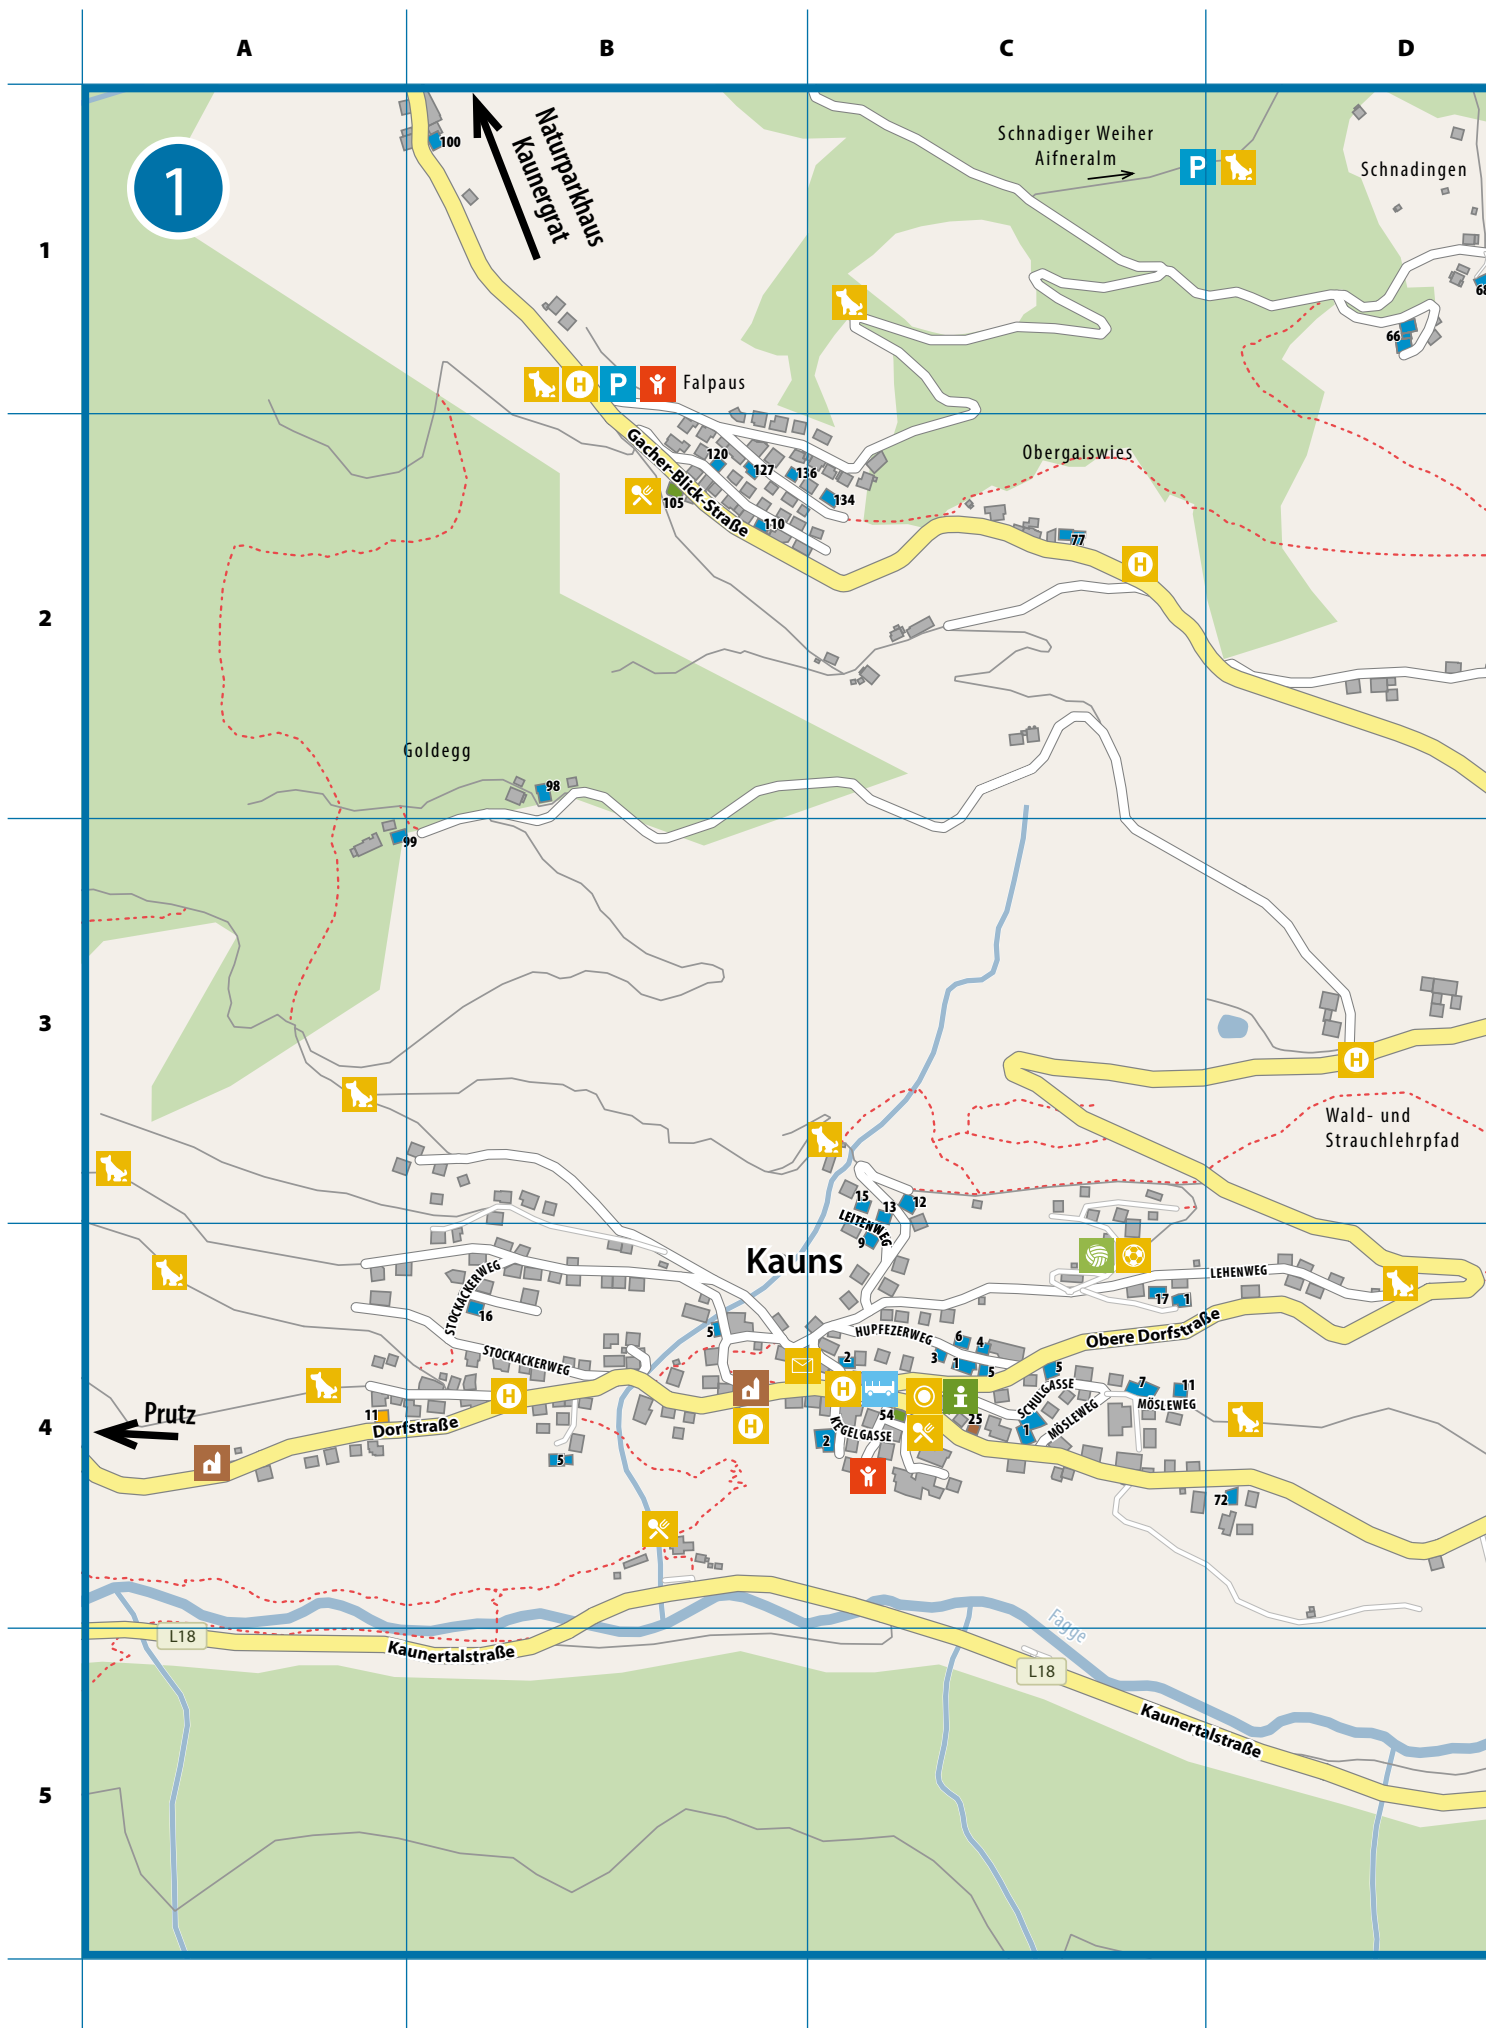 A
B
C
D
1
1
Naturparkhaus
Kaunergrat
Schnadiger Weiher
Aifneralm
P
Schnadingen
100
68
66
H
P
Falpaus
2
Gacher-Blick-Straße
120
127
136
134
105
110
Obergaiswies
77
H
Goldegg
98
99
3
H
Wald- und
Strauchlehrpfad
15
13
12
LEITENWEG
9
Kauns
LEHENWEG
17
1
STOCKACKERWEG
16
5
STOCKACKERWEG
HUPFEZERWEG
6
4
3
1
5
2
Obere Dorfstraße
5
SCHULGASSE
7
11
MÖSLEWEG
MÖSLEWEG
1
4
Prutz
11
Dorfstraße
H
H
H
i
54
25
KEGELGASSE
2
5
72
L18
Kaunertalstraße
Fagge
L18
Kaunertalstraße
5